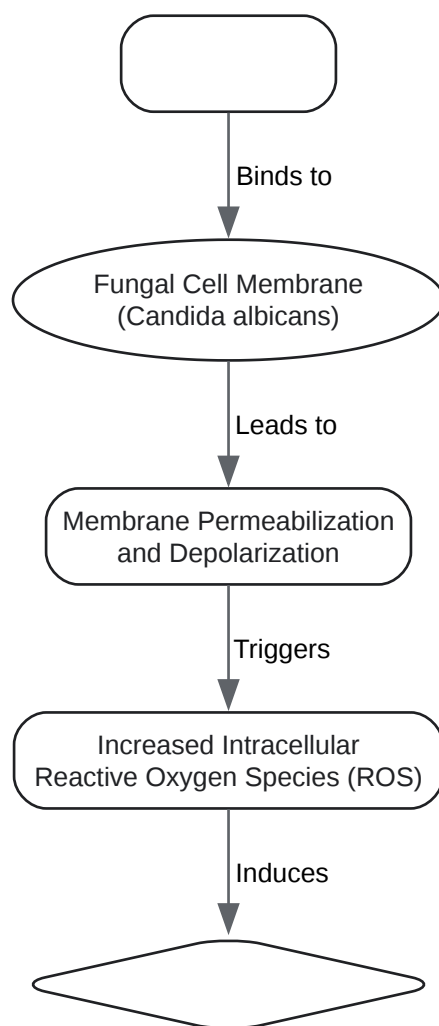 Binds to
Fungal Cell Membrane
(Candida albicans)
Leads to
Membrane Permeabilization
and Depolarization
Triggers
Increased Intracellular
Reactive Oxygen Species (ROS)
Induces